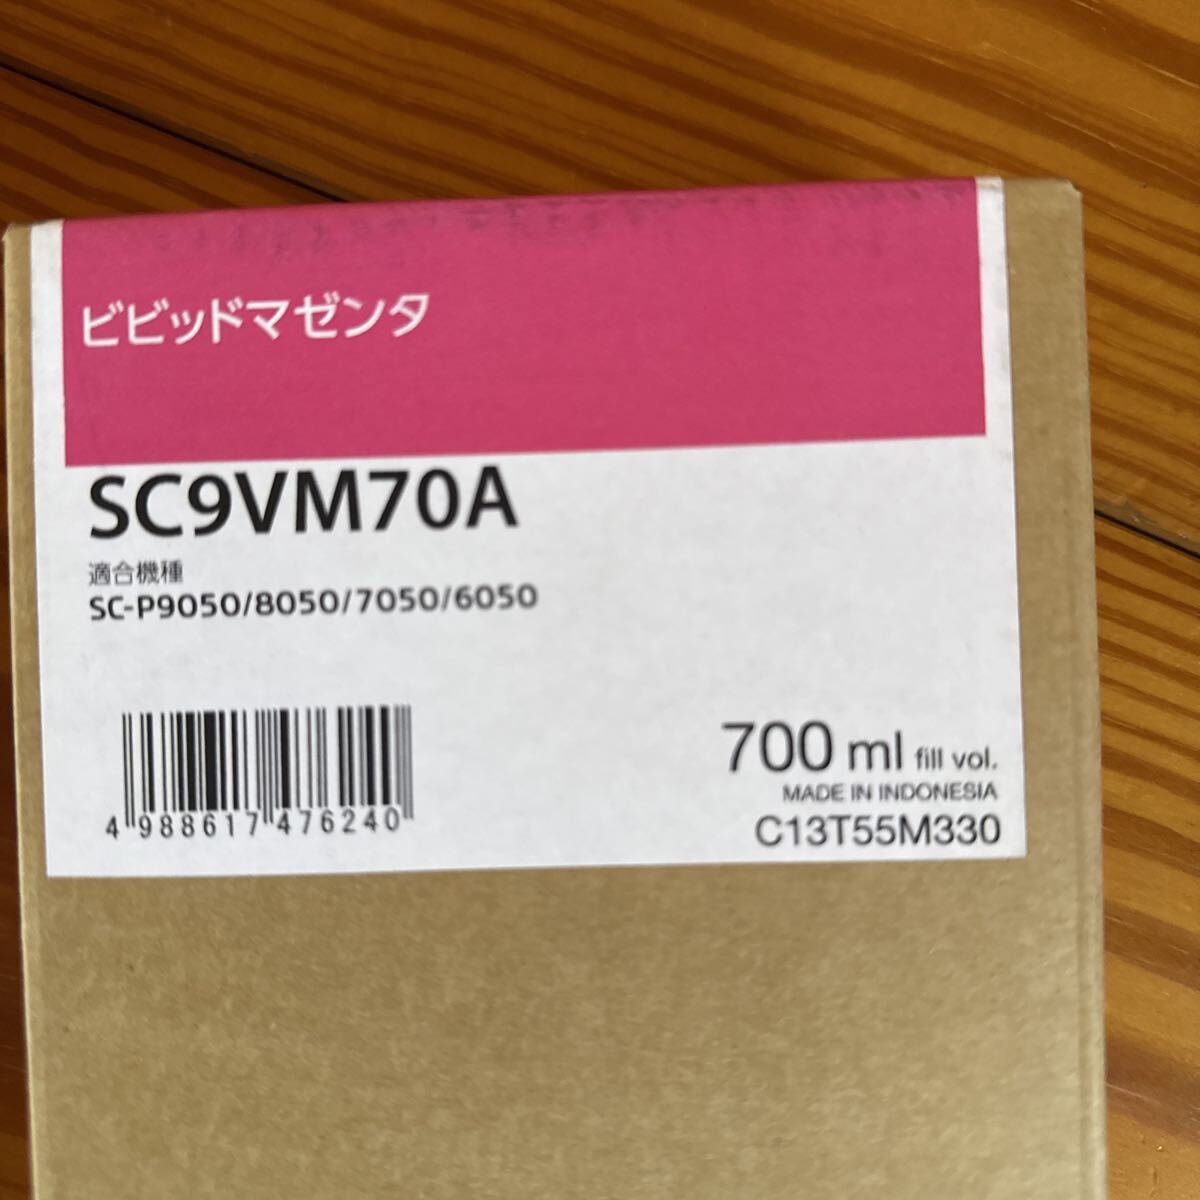 ビビッドマゼンタ
SC9VM70A
適合機種
SC-P9050/8050/7050/6050
700 ml fill vol.
MADE IN INDONESIA
C13T55M330
4 988617 476240